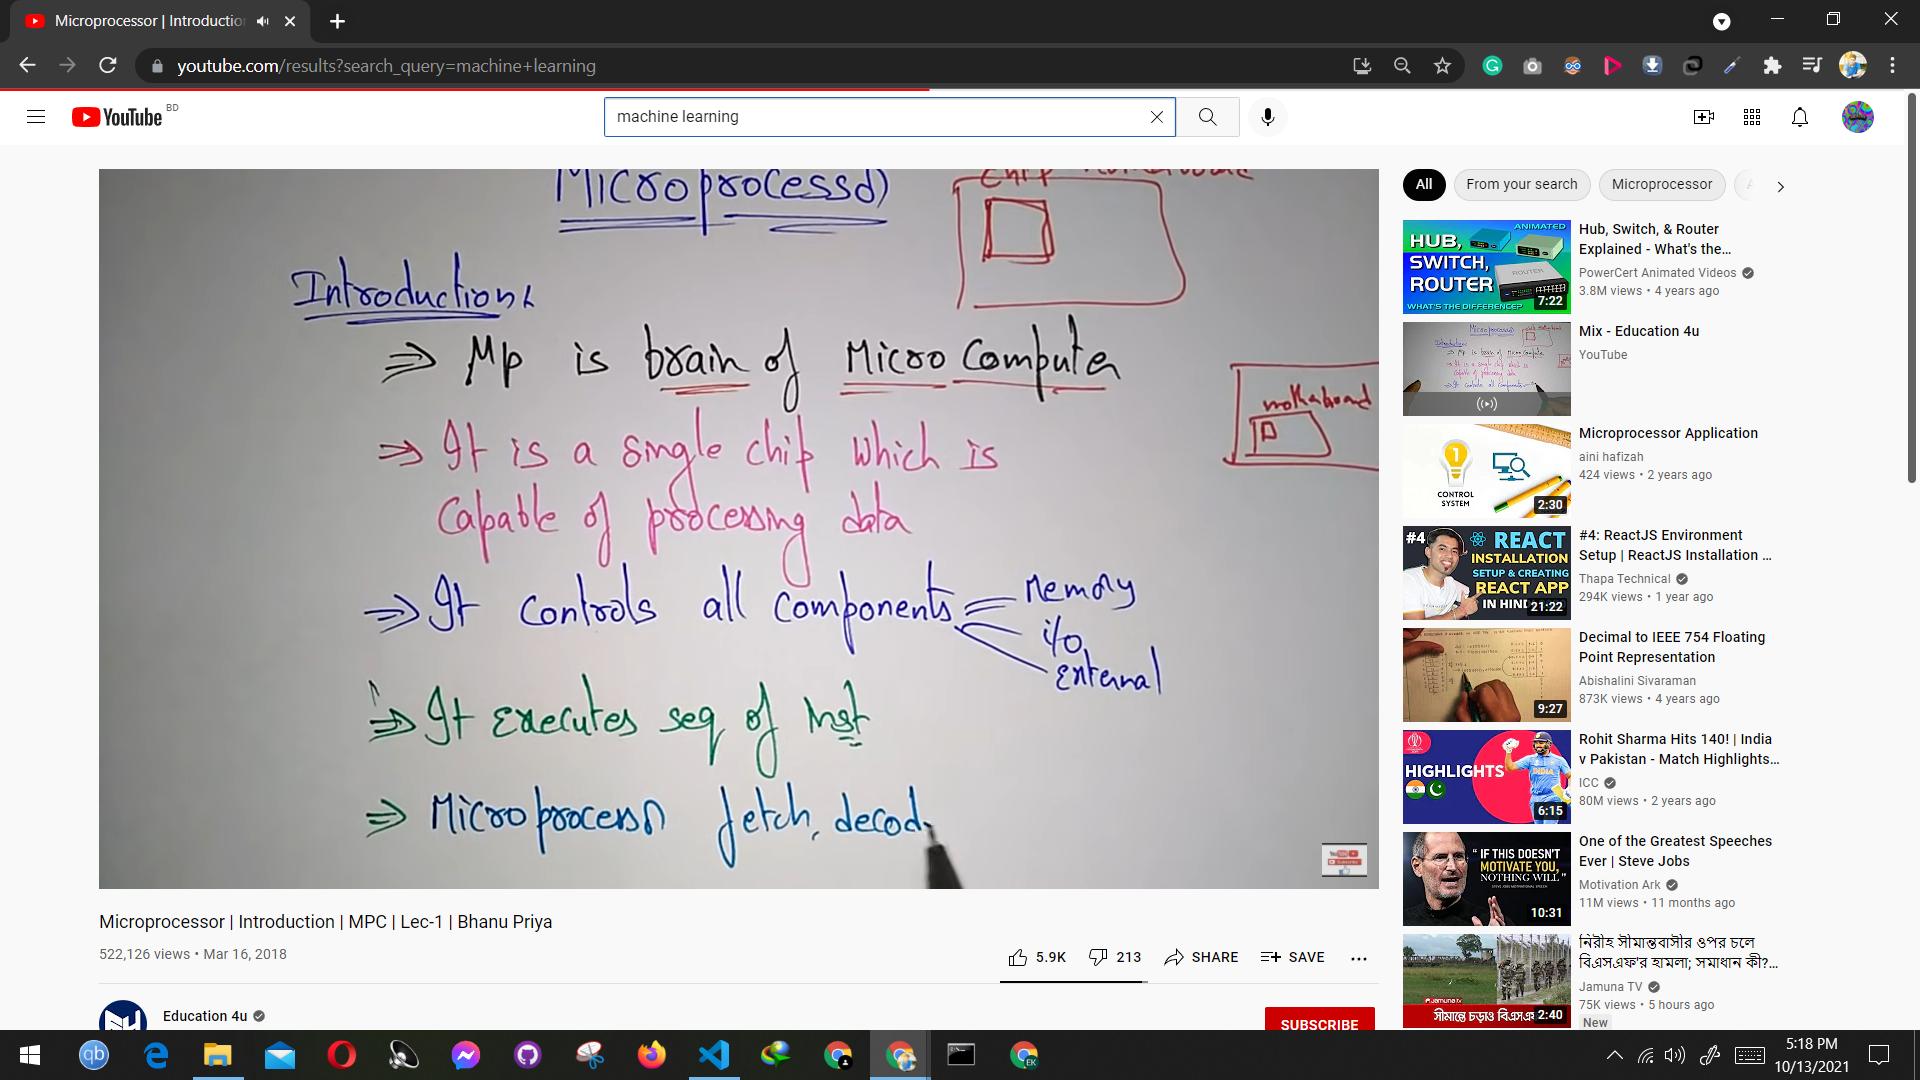 Microprocessor | Introduction
youtube.com/results?search_query=machine+learning
YouTube BD
machine learning
Microprocessor
Introduction:
⇒ Mp is brain of Micro Computer
⇒ It is a single chip which is
capable of processing data
⇒ It controls all components
Memory
i/o
External
⇒ It executes seq of inst
⇒ Microprocessor fetch, decod
motherboard
Microprocessor | Introduction | MPC | Lec-1 | Bhanu Priya
522,126 views • Mar 16, 2018
5.9K
213
SHARE
SAVE
Education 4u
SUBSCRIBE
All
From your search
Microprocessor
ANIMATED
HUB,
SWITCH,
ROUTER
ROUTER
WHAT'S THE DIFFERENCE?
7:22
Hub, Switch, & Router
Explained - What's the...
PowerCert Animated Videos
3.8M views • 4 years ago
Mix - Education 4u
YouTube
1
CONTROL
SYSTEM
2:30
Microprocessor Application
aini hafizah
424 views • 2 years ago
#4
REACT
INSTALLATION
SETUP & CREATING
REACT APP
IN HIN
21:22
#4: ReactJS Environment
Setup | ReactJS Installation ...
Thapa Technical
294K views • 1 year ago
9:27
Decimal to IEEE 754 Floating
Point Representation
Abishalini Sivaraman
873K views • 4 years ago
HIGHLIGHTS
INDIA
6:15
Rohit Sharma Hits 140! | India
v Pakistan - Match Highlights...
ICC
80M views • 2 years ago
"IF THIS DOESN'T
MOTIVATE YOU,
NOTHING WILL"
10:31
One of the Greatest Speeches
Ever | Steve Jobs
Motivation Ark
11M views • 11 months ago
Jamuna TV
2:40
নিরীহ সীমান্তবাসীর ওপর চলে
বিএসএফ'র হামলা; সমাধান কী?...
Jamuna TV
75K views • 5 hours ago
New
qb
EK
5:18 PM
10/13/2021